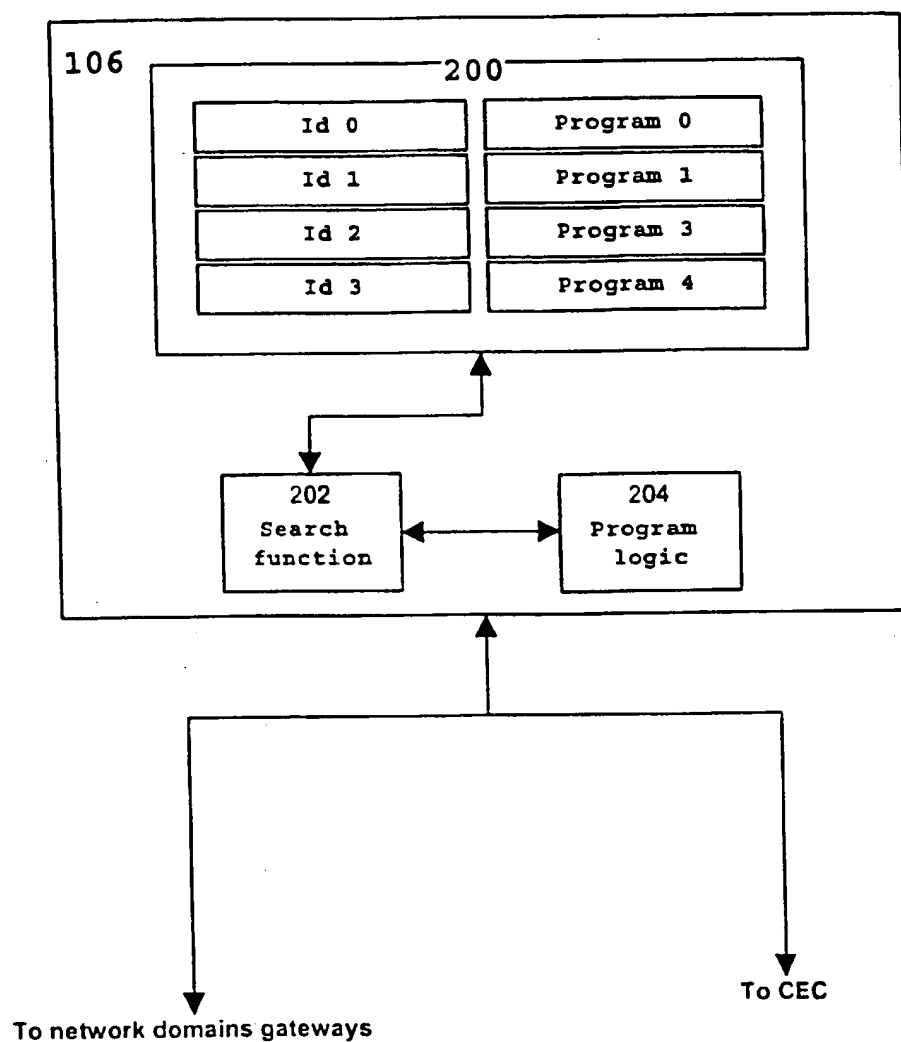 106
200
Id 0 Program 0
Id 1 Program 1
Id 2 Program 3
Id 3 Program 4
202
Search
function
204
Program
logic
To CEC
To network domains gateways